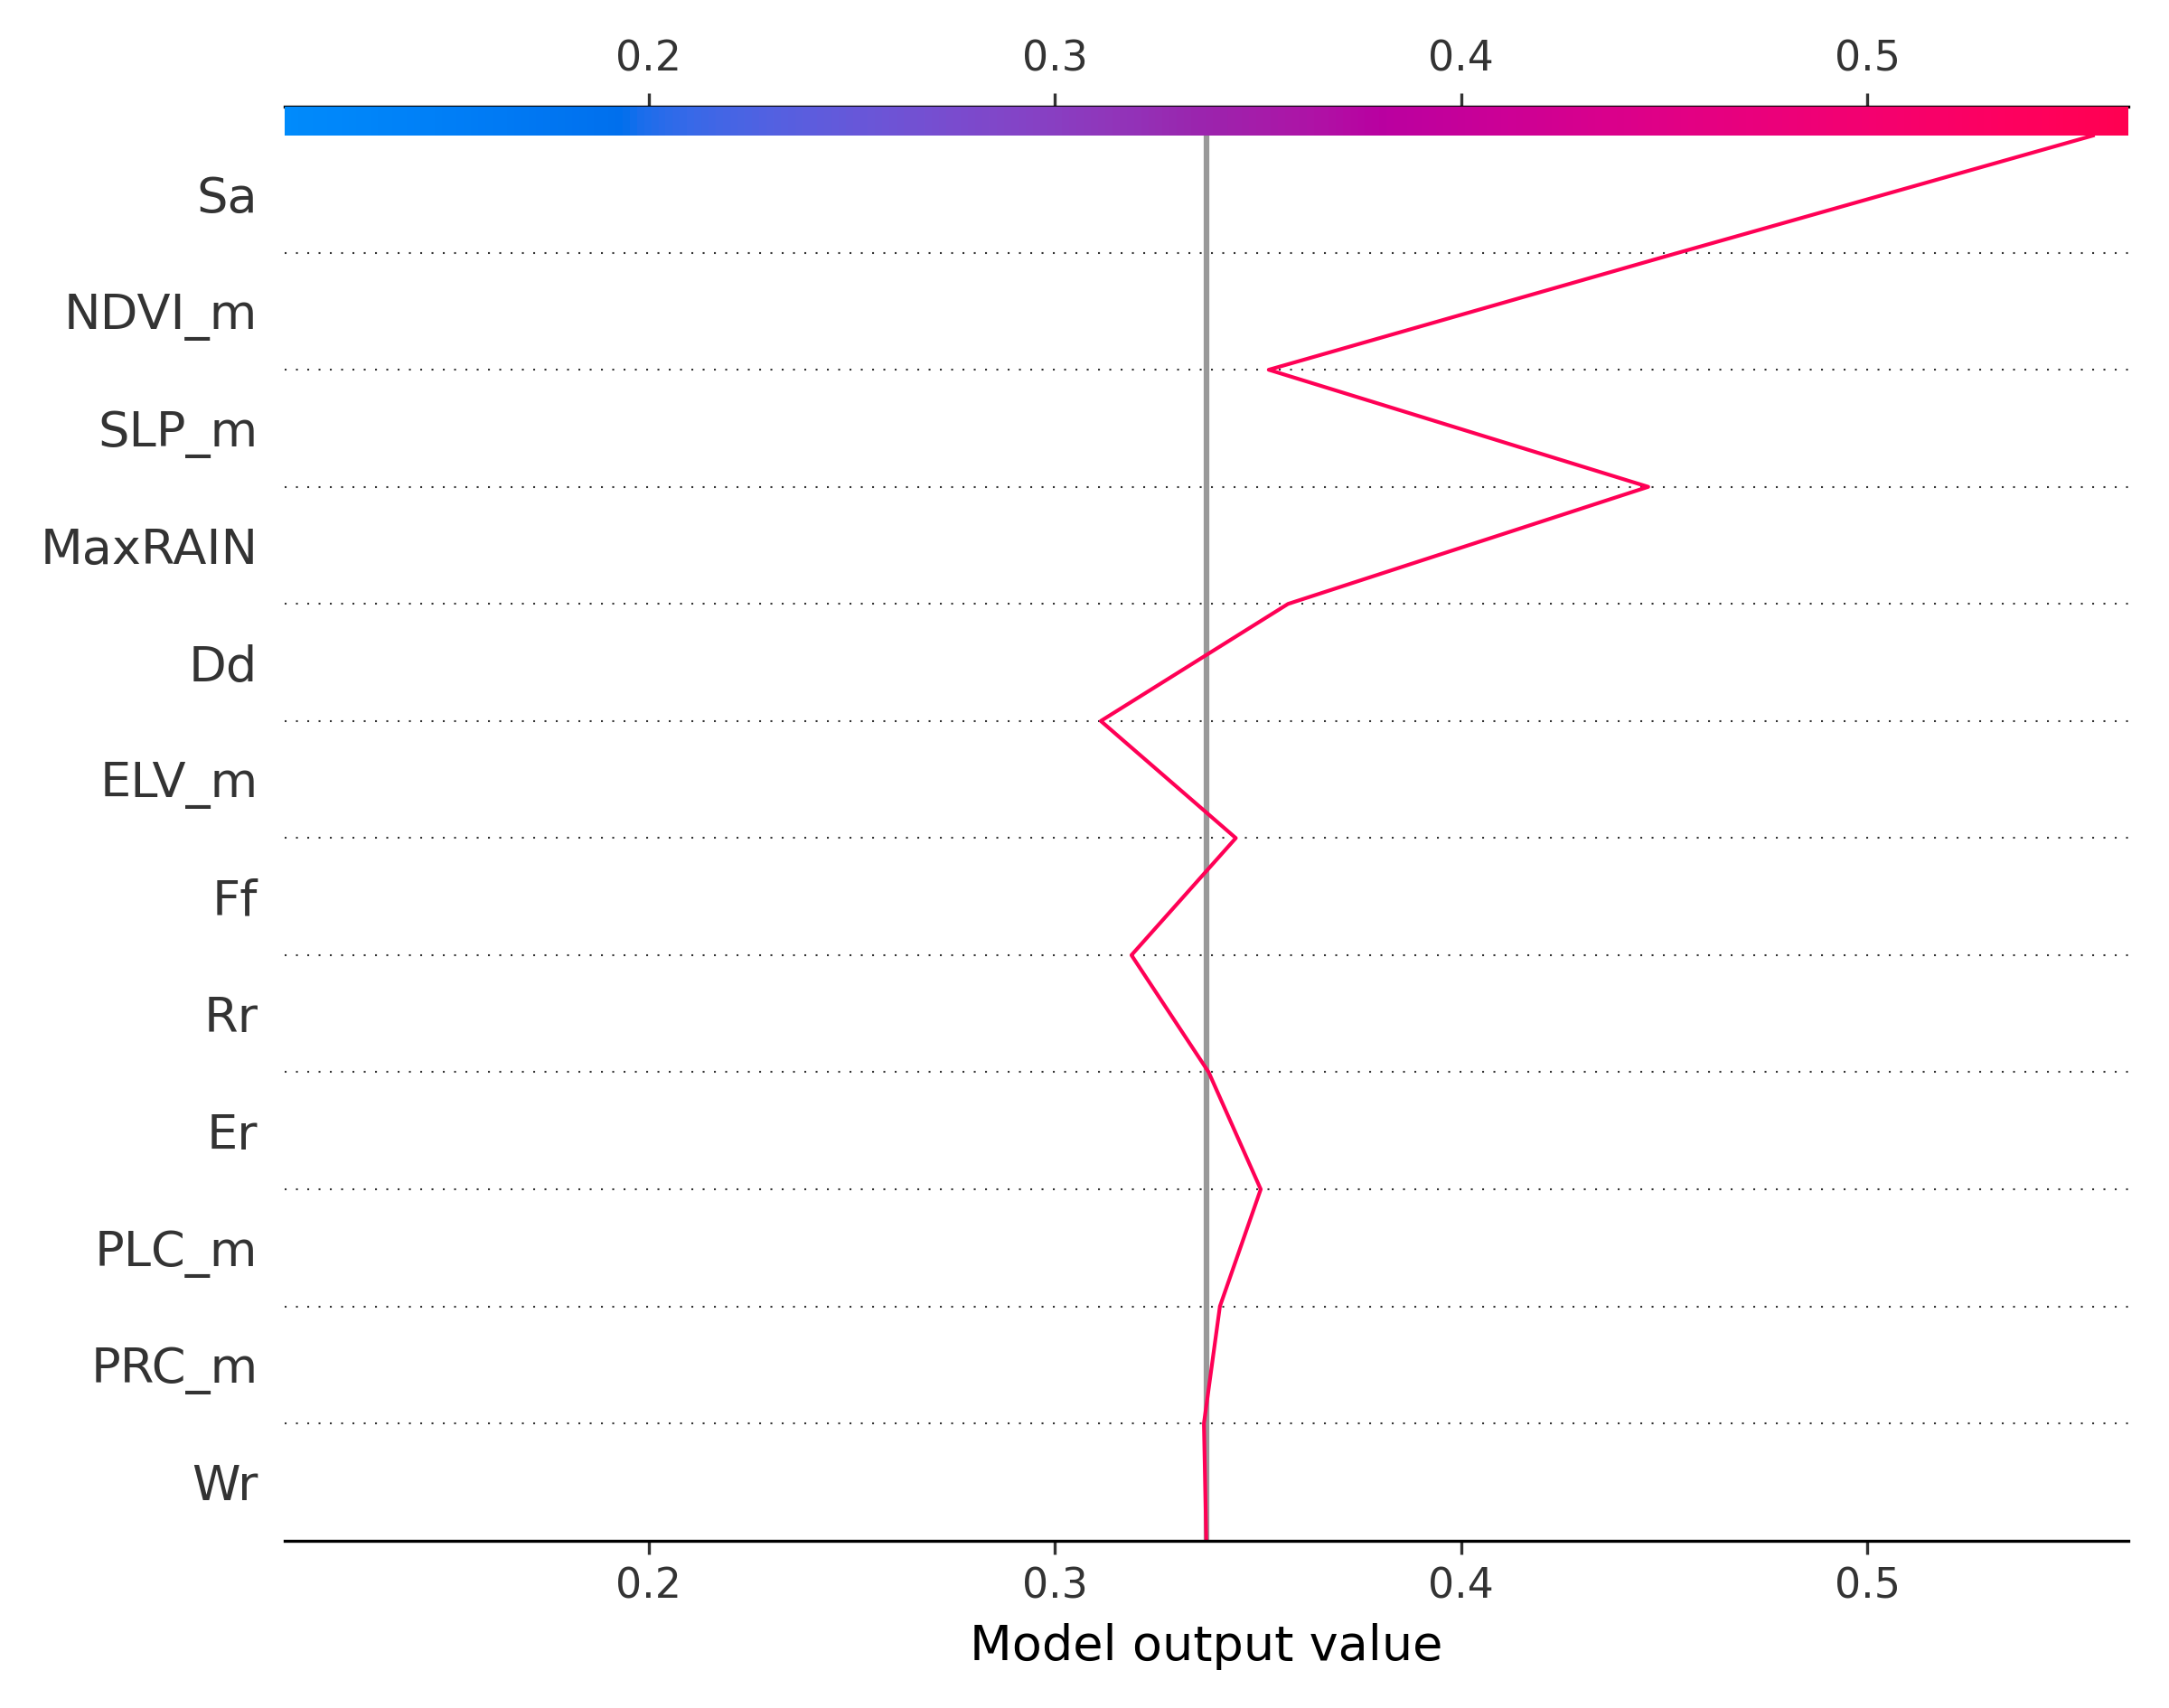 0.2 0.3 0.4 0.5
Sa
NDVI_m
SLP_m
MaxRAIN
Dd
ELV_m
Ff
Rr
Er
PLC_m
PRC_m
Wr
0.2 0.3 0.4 0.5
Model output value